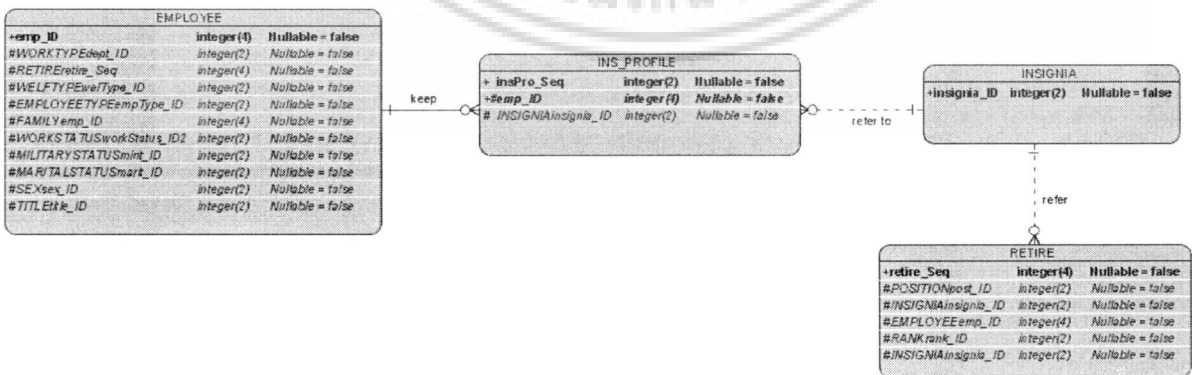 EMPLOYEE
+emp_ID integer(4) Nullable = false
#WORKTYPEdept_ID integer(2) Nullable = false
#RETIREretire_Seq integer(4) Nullable = false
#WELFTYPEwelType_ID integer(2) Nullable = false
#EMPLOYEETYPEempType_ID integer(2) Nullable = false
#FAMILYemp_ID integer(4) Nullable = false
#WORKSTATUSworkStatus_ID2 integer(2) Nullable = false
#MILITARYSTATUSmint_ID integer(2) Nullable = false
#MARITALSTATUSmart_ID integer(2) Nullable = false
#SEXsex_ID integer(2) Nullable = false
#TITLEtitle_ID integer(2) Nullable = false
keep
INS_PROFILE
+ insPro_Seq integer(2) Nullable = false
+#emp_ID integer(4) Nullable = false
# INSIGNIAinsignia_ID integer(2) Nullable = false
refer to
INSIGNIA
+insignia_ID integer(2) Nullable = false
refer
RETIRE
+retire_Seq integer(4) Nullable = false
#POSITIONpost_ID integer(2) Nullable = false
#INSIGNIAinsignia_ID integer(2) Nullable = false
#EMPLOYEEemp_ID integer(4) Nullable = false
#RANKrank_ID integer(2) Nullable = false
#INSIGNIAinsignia_ID integer(2) Nullable = false